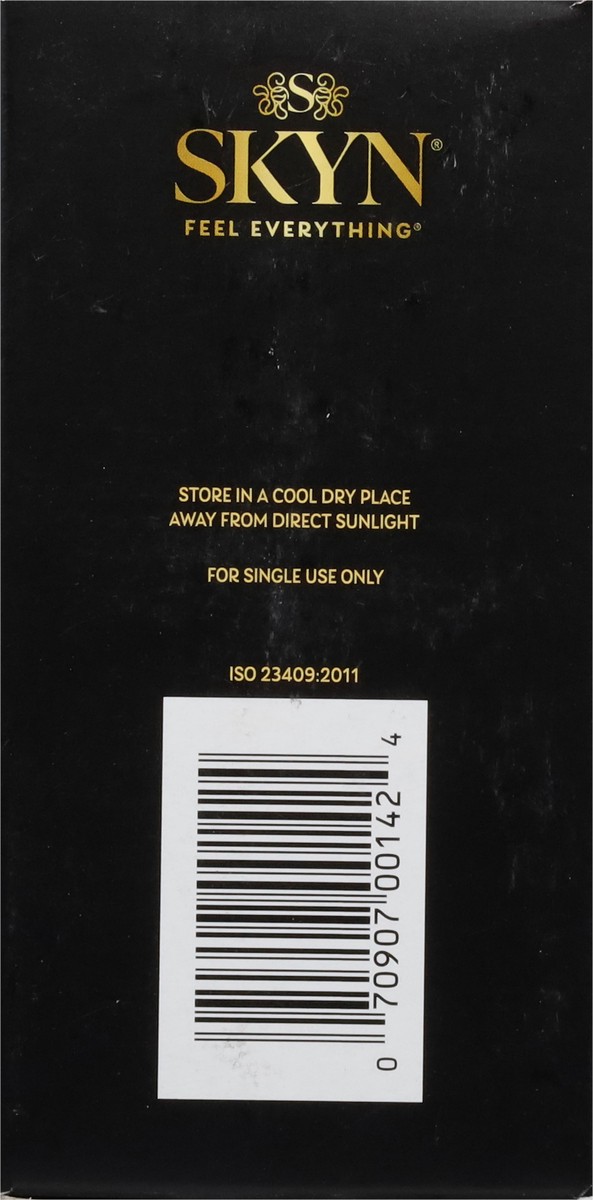 S
SKYN®
FEEL EVERYTHING®
STORE IN A COOL DRY PLACE
AWAY FROM DIRECT SUNLIGHT
FOR SINGLE USE ONLY
ISO 23409:2011
0 70907 00142 4